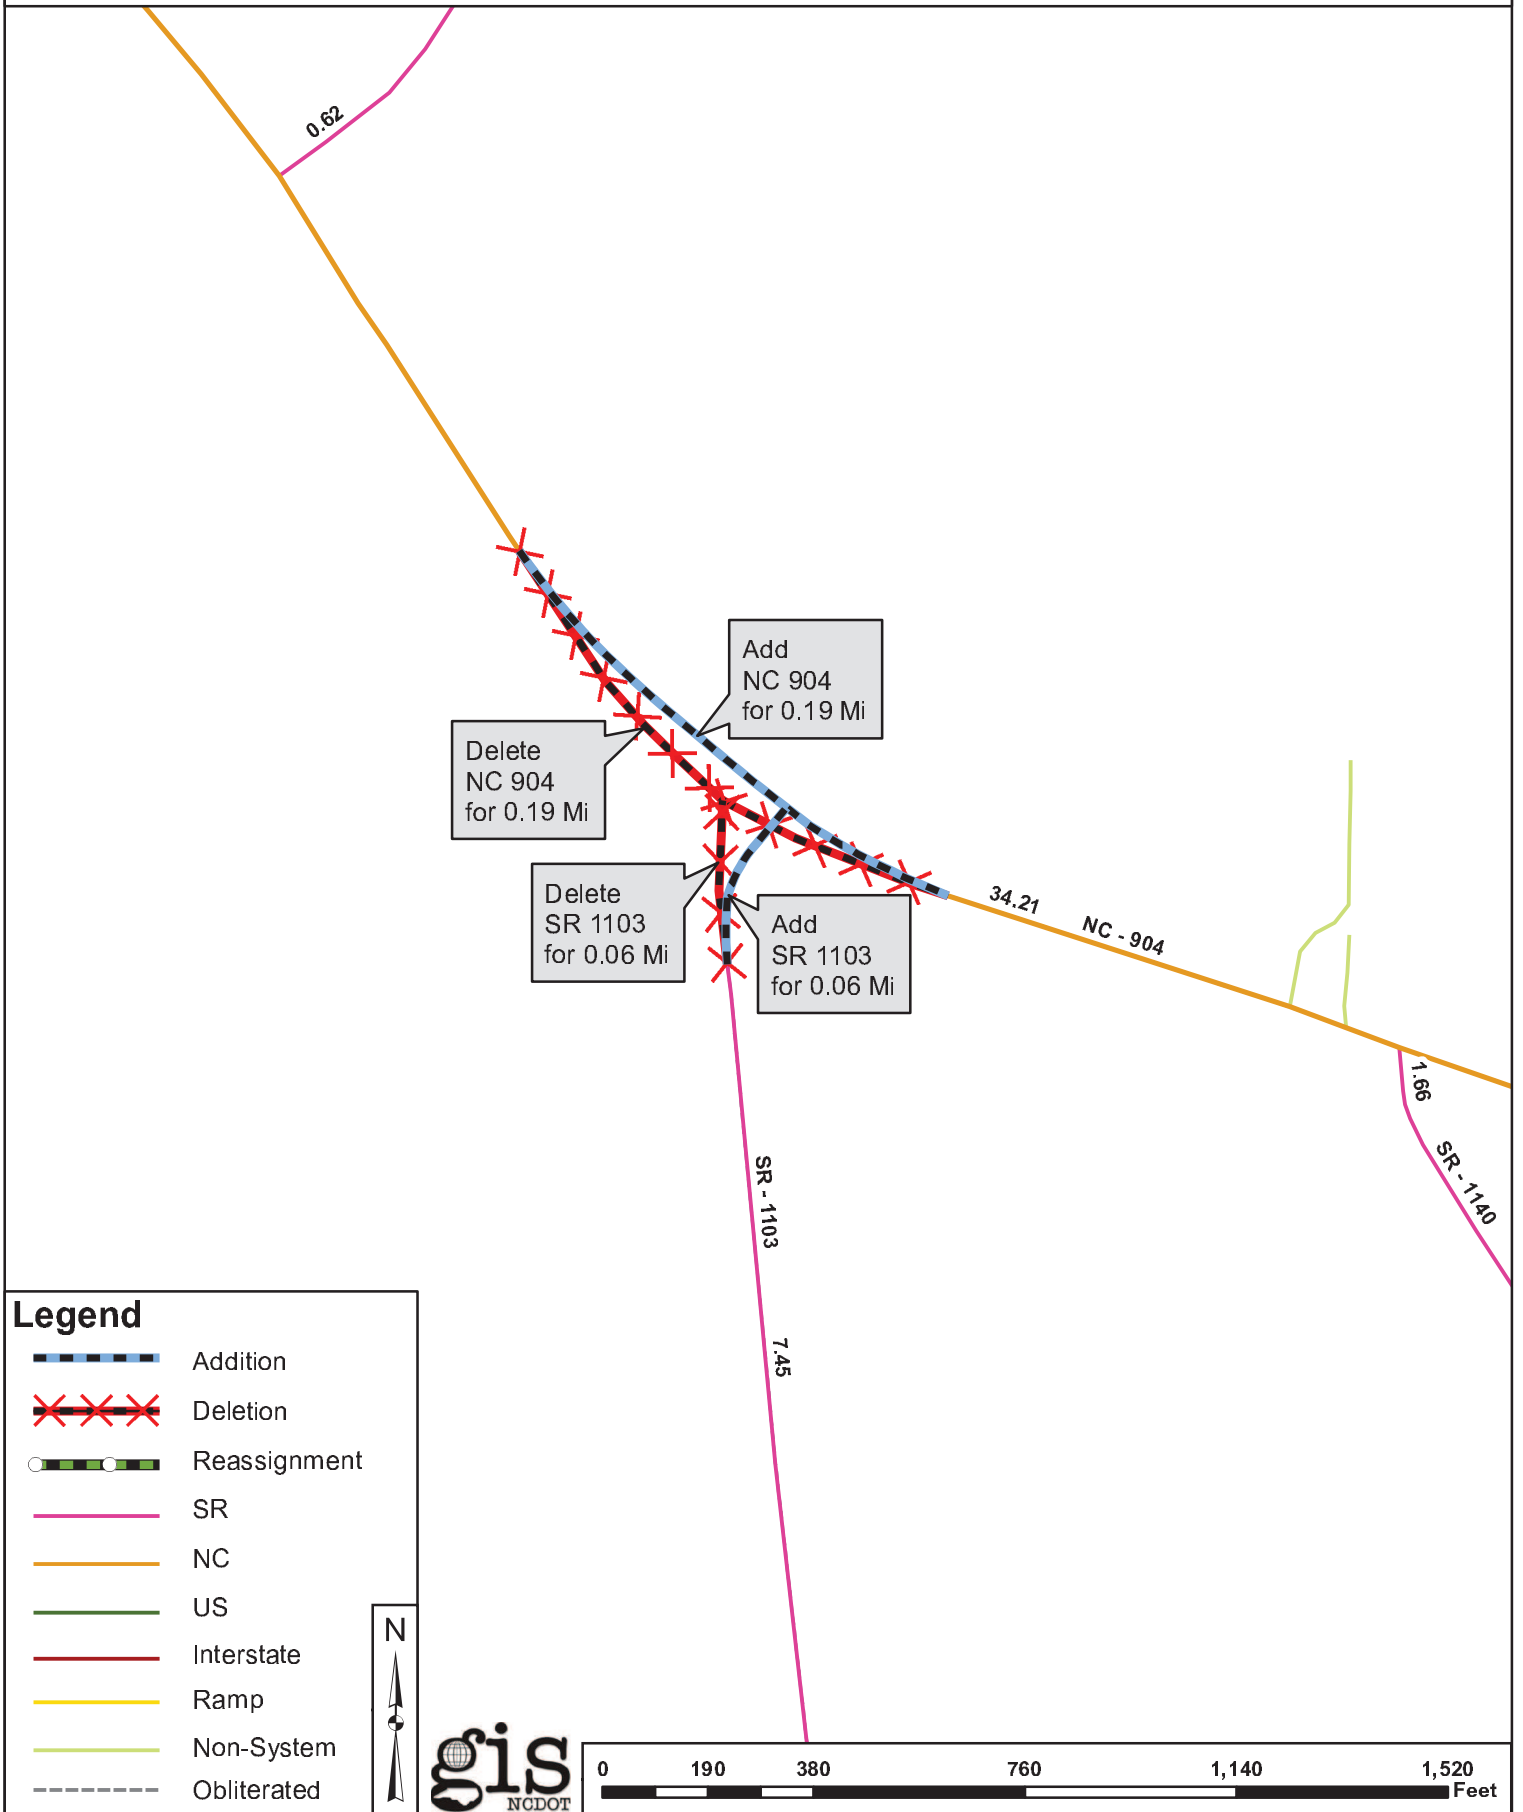 0.62
Add
NC 904
for 0.19 Mi
Delete
NC 904
for 0.19 Mi
Delete
SR 1103
for 0.06 Mi
Add
SR 1103
for 0.06 Mi
34.21
NC - 904
1.66
SR - 1140
SR - 1103
7.45
Legend
Addition
Deletion
Reassignment
SR
NC
US
Interstate
Ramp
Non-System
Obliterated
N
gis
NCDOT
0 190 380 760 1,140 1,520
Feet